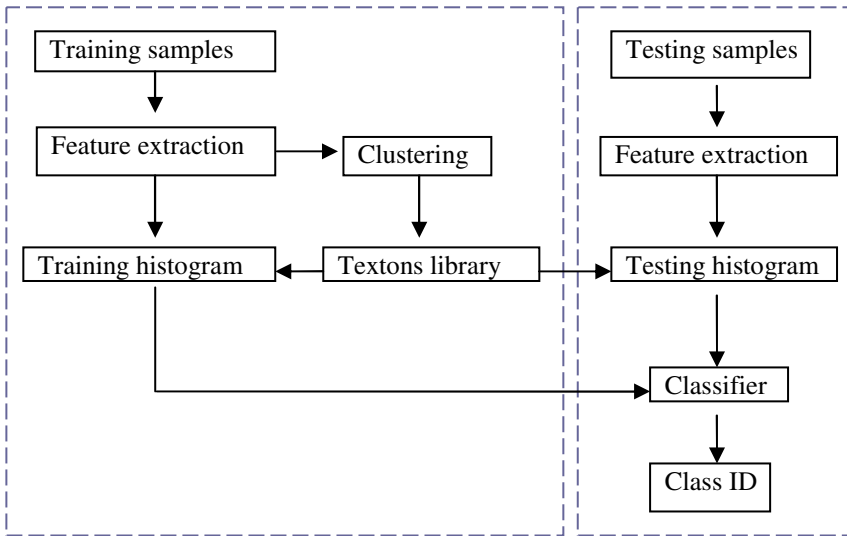 Training samples
Feature extraction
Clustering
Training histogram
Textons library
Testing samples
Feature extraction
Testing histogram
Classifier
Class ID